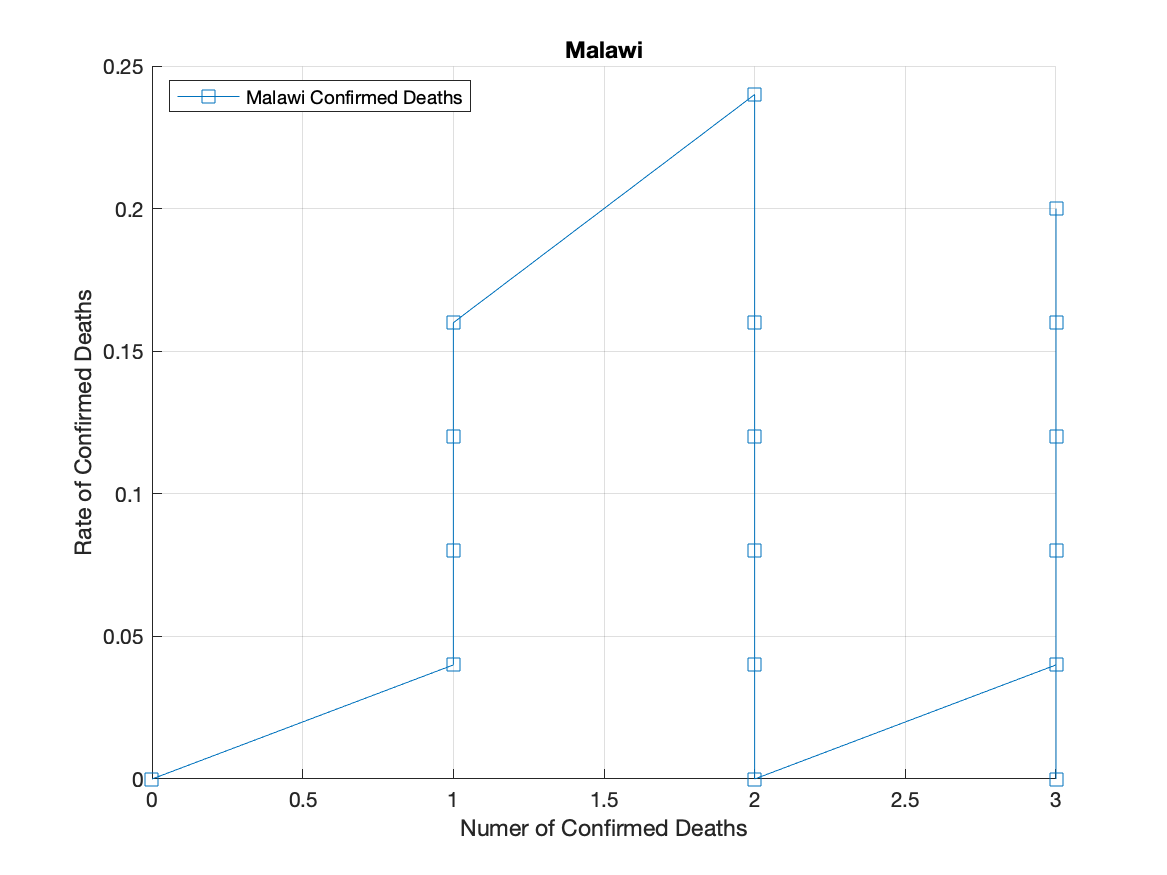 Malawi
Malawi Confirmed Deaths
Rate of Confirmed Deaths
0.25
0.2
0.15
0.1
0.05
0
0 0.5 1 1.5 2 2.5 3
Numer of Confirmed Deaths